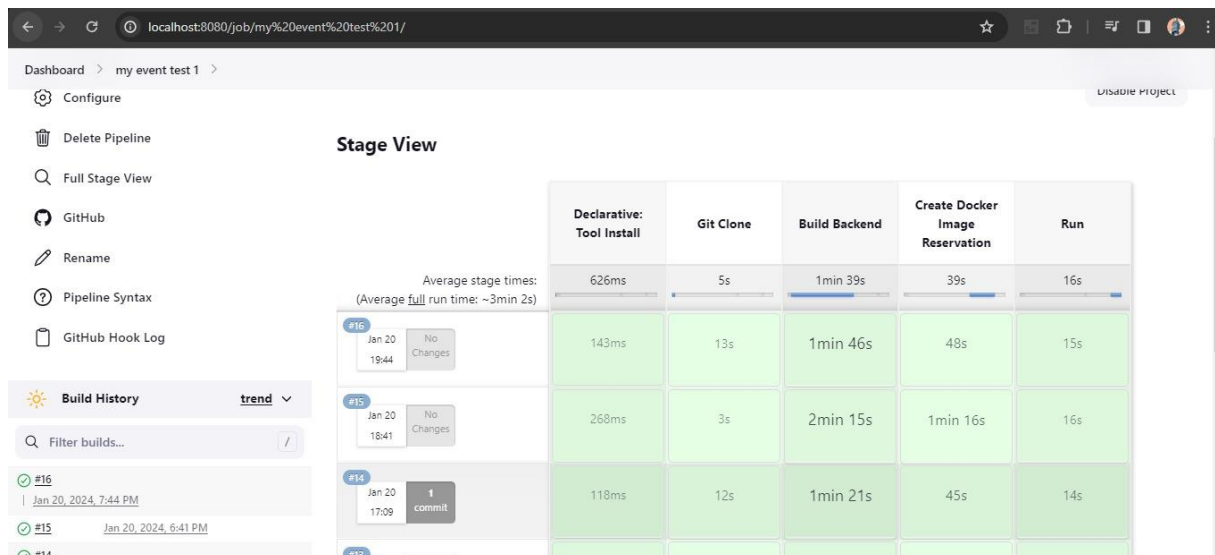 localhost:8080/job/my%20event%20test%201/
Dashboard > my event test 1 >
Configure
Disable Project
Delete Pipeline
Full Stage View
GitHub
Rename
Pipeline Syntax
GitHub Hook Log
Build History
trend
Filter builds...
/
#16
Jan 20, 2024, 7:44 PM
#15 Jan 20, 2024, 6:41 PM
#14
Stage View
Declarative:
Tool Install
Git Clone
Build Backend
Create Docker
Image
Reservation
Run
Average stage times:
(Average full run time: ~3min 2s)
626ms 5s 1min 39s 39s 16s
#16
Jan 20
19:44
No
Changes
143ms 13s 1min 46s 48s 15s
#15
Jan 20
18:41
No
Changes
268ms 3s 2min 15s 1min 16s 16s
#14
Jan 20
17:09
1
commit
118ms 12s 1min 21s 45s 14s
#13